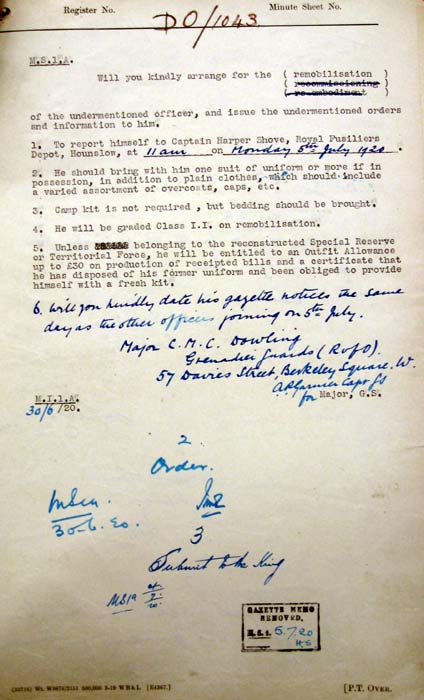 Register No. Minute Sheet No.
DO/1043
M.S.1.A.
Will you kindly arrange for the ( remobilisation )
( recommissioning )
( re-embodiment )
of the undermentioned officer, and issue the undermentioned orders
and information to him.
1. To report himself to Captain Harper Shove, Royal Fusiliers
Depot, Hounslow, at 11 am on Monday 5th July 1920.
2. He should bring with him one suit of uniform or more if in
possession, in addition to plain clothes, which should include
a varied assortment of overcoats, caps, etc.
3. Camp kit is not required, but bedding should be brought.
4. He will be graded Class I.I. on remobilisation.
5. Unless belonging to the reconstructed Special Reserve
or Territorial Force, he will be entitled to an Outfit Allowance
up to £30 on production of receipted bills and a certificate that
he has disposed of his former uniform and been obliged to provide
himself with a fresh kit.
6. Will you kindly date his gazette notices the same
day as the other officers joining on 5th July.
Major C. M. C. Dowling
Grenadier Guards (R of O).
57 Davies Street, Berkeley Square. W.
Capt GS
for Major, G.S.
M.I.1.A.
30/6/20.
2.
Order.
30-6-20.
3
Submit to the King
MS1a
GAZETTE MEMO
REMOVED.
M.S.1. 5.7.20
HS
[P.T. OVER.